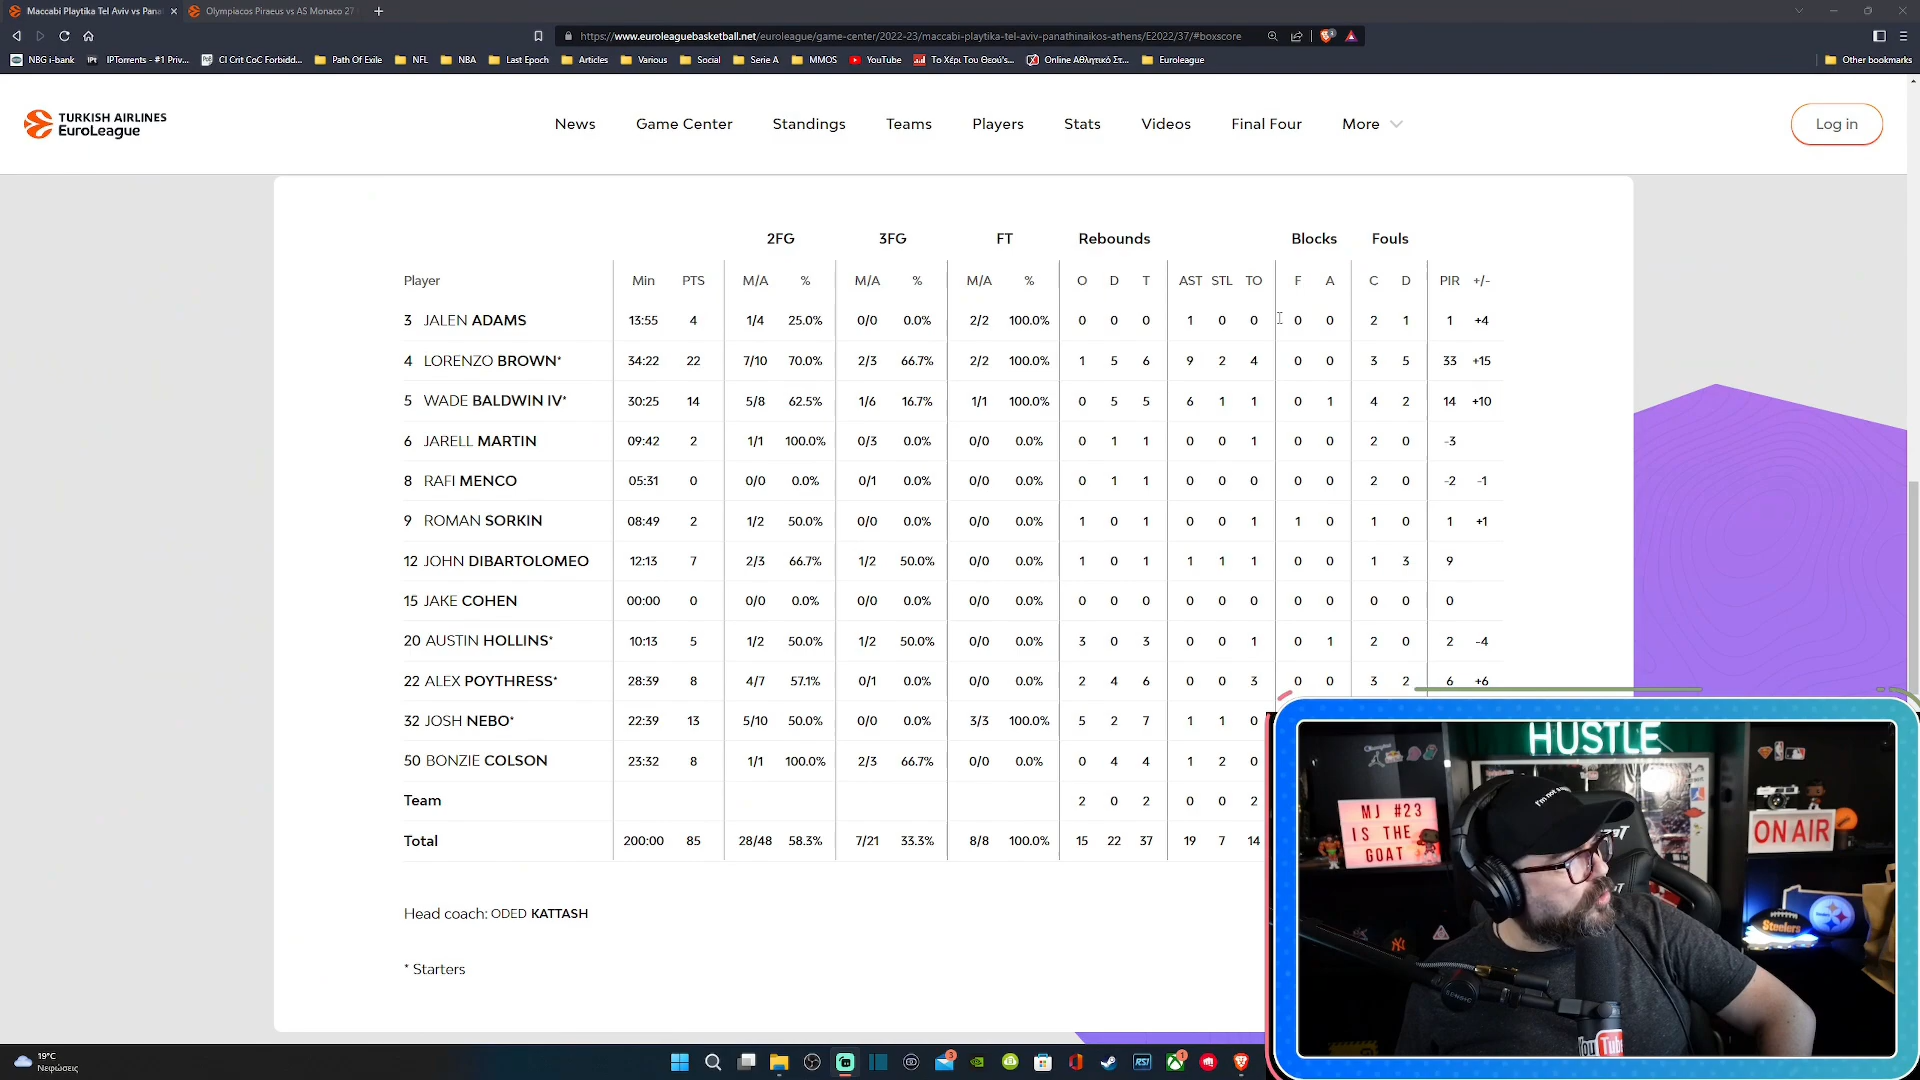 Maccabi Playtika Tel Aviv vs Pana
Olympiacos Piraeus vs AS Monaco 27
https://www.euroleaguebasketball.net/euroleague/game-center/2022-23/maccabi-playtika-tel-aviv-panathinaikos-athens/E2022/37/#boxscore
NBG i-bank IPTorrents - #1 Priv... CI Crit CoC Forbidd... Path Of Exile NFL NBA Last Epoch Articles Various Social Serie A MMOS YouTube Το Χέρι Του Θεού's... Online Αθλητικό Στ... Euroleague Other bookmarks
TURKISH AIRLINES
EuroLeague
News Game Center Standings Teams Players Stats Videos Final Four More Log in
2FG 3FG FT Rebounds Blocks Fouls
Player Min PTS M/A % M/A % M/A % O D T AST STL TO F A C D PIR +/-
3 JALEN ADAMS 13:55 4 1/4 25.0% 0/0 0.0% 2/2 100.0% 0 0 0 1 0 0 0 0 2 1 1 +4
4 LORENZO BROWN* 34:22 22 7/10 70.0% 2/3 66.7% 2/2 100.0% 1 5 6 9 2 4 0 0 3 5 33 +15
5 WADE BALDWIN IV* 30:25 14 5/8 62.5% 1/6 16.7% 1/1 100.0% 0 5 5 6 1 1 0 1 4 2 14 +10
6 JARELL MARTIN 09:42 2 1/1 100.0% 0/3 0.0% 0/0 0.0% 0 1 1 0 0 1 0 0 2 0 -3
8 RAFI MENCO 05:31 0 0/0 0.0% 0/1 0.0% 0/0 0.0% 0 1 1 0 0 0 0 0 2 0 -2 -1
9 ROMAN SORKIN 08:49 2 1/2 50.0% 0/0 0.0% 0/0 0.0% 1 0 1 0 0 1 1 0 1 0 1 +1
12 JOHN DIBARTOLOMEO 12:13 7 2/3 66.7% 1/2 50.0% 0/0 0.0% 1 0 1 1 1 1 0 0 1 3 9
15 JAKE COHEN 00:00 0 0/0 0.0% 0/0 0.0% 0/0 0.0% 0 0 0 0 0 0 0 0 0 0 0
20 AUSTIN HOLLINS* 10:13 5 1/2 50.0% 1/2 50.0% 0/0 0.0% 3 0 3 0 0 1 0 1 2 0 2 -4
22 ALEX POYTHRESS* 28:39 8 4/7 57.1% 0/1 0.0% 0/0 0.0% 2 4 6 0 0 3 0 0 3 2 6 +6
32 JOSH NEBO* 22:39 13 5/10 50.0% 0/0 0.0% 3/3 100.0% 5 2 7 1 1 0
50 BONZIE COLSON 23:32 8 1/1 100.0% 2/3 66.7% 0/0 0.0% 0 4 4 1 2 0
Team 2 0 2 0 0 2
Total 200:00 85 28/48 58.3% 7/21 33.3% 8/8 100.0% 15 22 37 19 7 14
Head coach: ODED KATTASH
* Starters
HUSTLE
MJ #23
IS THE
GOAT
ON AIR
Steelers
Steelers
YouTube
19°C
Νεφώσεις